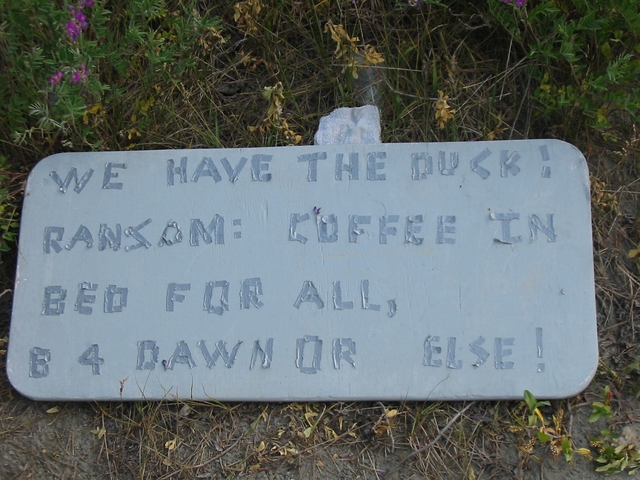 WE HAVE THE DUCK!
RANSOM: COFFEE IN
BED FOR ALL,
B 4 DAWN OR ELSE!